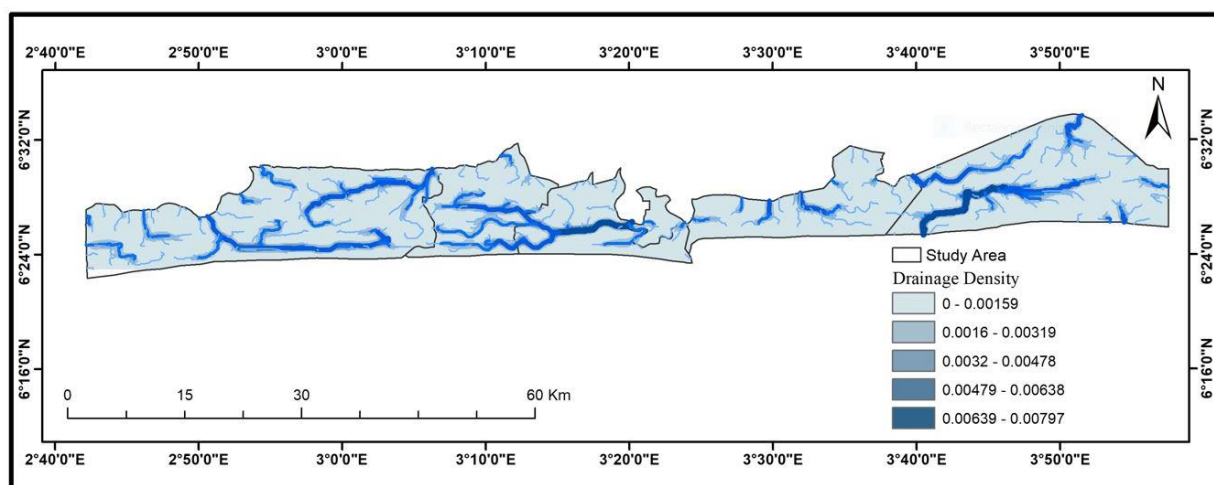 2°40'0"E 2°50'0"E 3°0'0"E 3°10'0"E 3°20'0"E 3°30'0"E 3°40'0"E 3°50'0"E
N
6°32'0"N 6°32'0"N
6°24'0"N 6°24'0"N
6°16'0"N 6°16'0"N
Study Area
Drainage Density
0 - 0.00159
0.0016 - 0.00319
0.0032 - 0.00478
0.00479 - 0.00638
0.00639 - 0.00797
0 15 30 60 Km
2°40'0"E 2°50'0"E 3°0'0"E 3°10'0"E 3°20'0"E 3°30'0"E 3°40'0"E 3°50'0"E